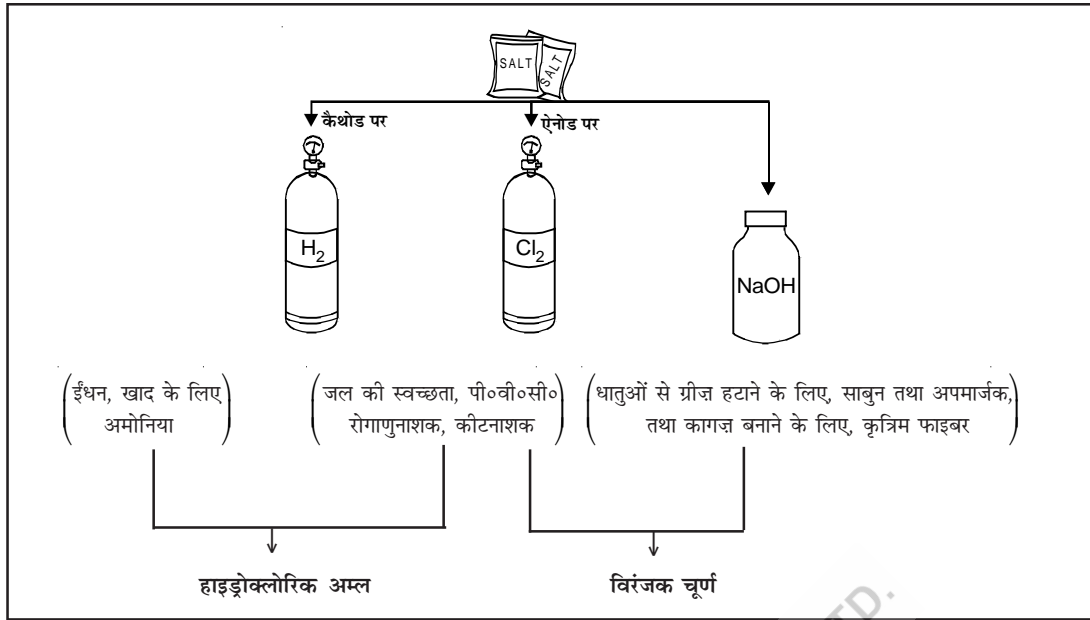 SALT
SALT
कैथोड पर
ऐनोड पर
H₂
Cl₂
NaOH
ईंधन, खाद के लिए
अमोनिया
जल की स्वच्छता, पी०वी०सी०
रोगाणुनाशक, कीटनाशक
धातुओं से ग्रीज़ हटाने के लिए, साबुन तथा अपमार्जक,
तथा कागज़ बनाने के लिए, कृत्रिम फाइबर
हाइड्रोक्लोरिक अम्ल
विरंजक चूर्ण
TD.